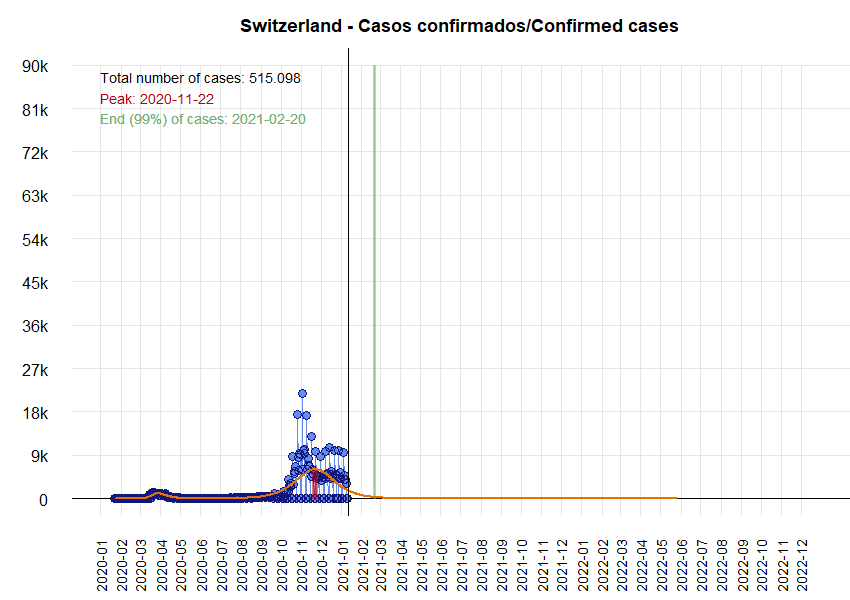 Switzerland - Casos confirmados/Confirmed cases
90k
Total number of cases: 515.098
Peak: 2020-11-22
81k
End (99%) of cases: 2021-02-20
72k
63k
54k
45k
36k
27k
18k
9k
0
2020-01
2020-02
2020-03
2020-04
2020-05
2020-06
2020-07
2020-08
2020-09
2020-10
2020-11
2020-12
2021-01
2021-02
2021-03
2021-04
2021-05
2021-06
2021-07
2021-08
2021-09
2021-10
2021-11
2021-12
2022-01
2022-02
2022-03
2022-04
2022-05
2022-06
2022-07
2022-08
2022-09
2022-10
2022-11
2022-12